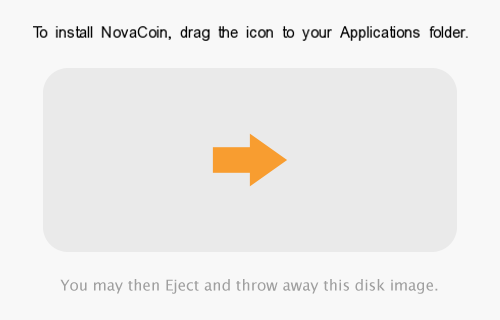 To install NovaCoin, drag the icon to your Applications folder.
You may then Eject and throw away this disk image.